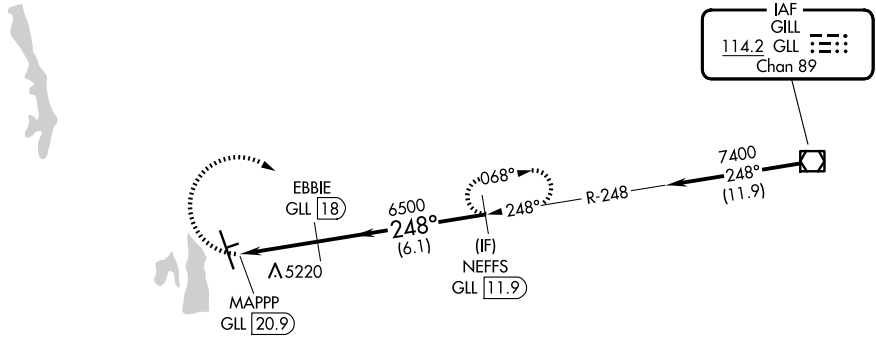 IAF
GILL
114.2 GLL
Chan 89
7400
248°
(11.9)
R-248
068°
248°
(IF)
NEFFS
GLL 11.9
6500
248°
(6.1)
EBBIE
GLL 18
5220
MAPPP
GLL 20.9